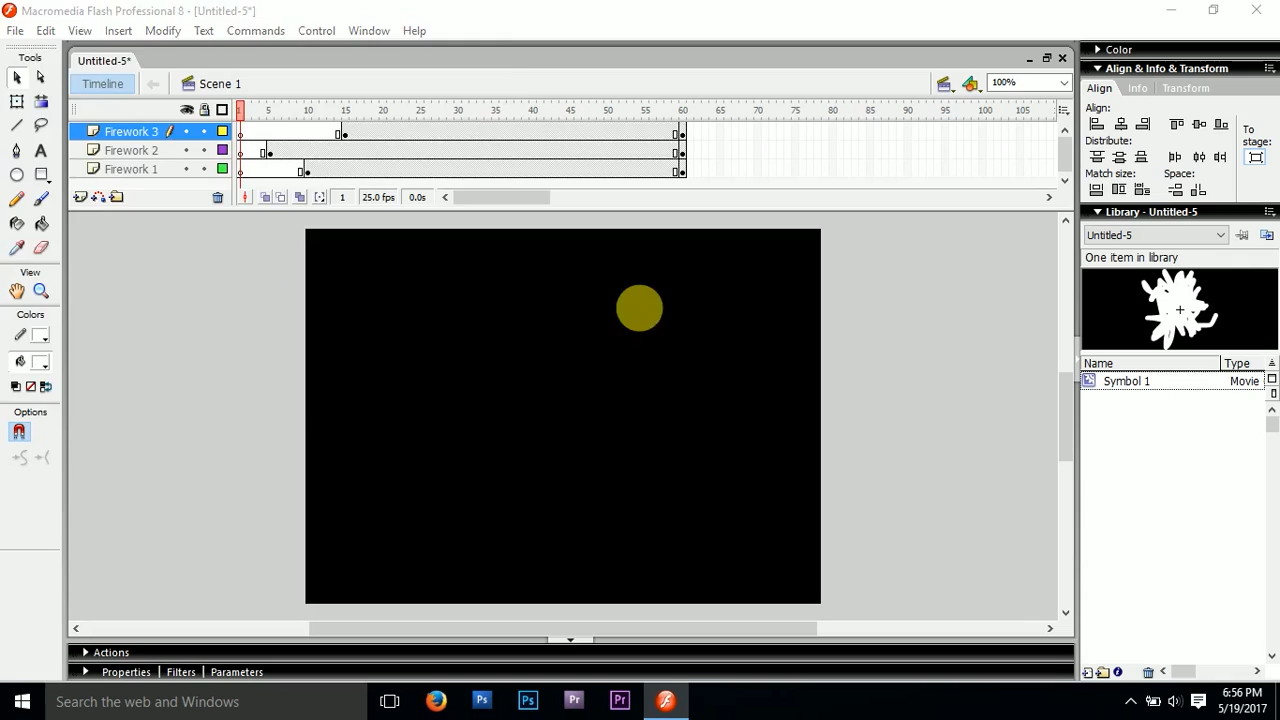 Macromedia Flash Professional 8 - [Untitled-5*]
File Edit View Insert Modify Text Commands Control Window Help
Tools
View
Colors
Options
Untitled-5*
Timeline
Scene 1
100%
5 10 15 20 25 30 35 40 45 50 55 60 65 70 75 80 85 90 95 100 105
Firework 3
Firework 2
Firework 1
1 25.0 fps 0.0s
Actions
Properties Filters Parameters
Color
Align & Info & Transform
Align Info Transform
Align:
To stage:
Distribute:
Match size: Space:
Library - Untitled-5
Untitled-5
One item in library
Name Type
Symbol 1 Movie
Search the web and Windows
Ps Ps Pr Pr
6:56 PM
5/19/2017